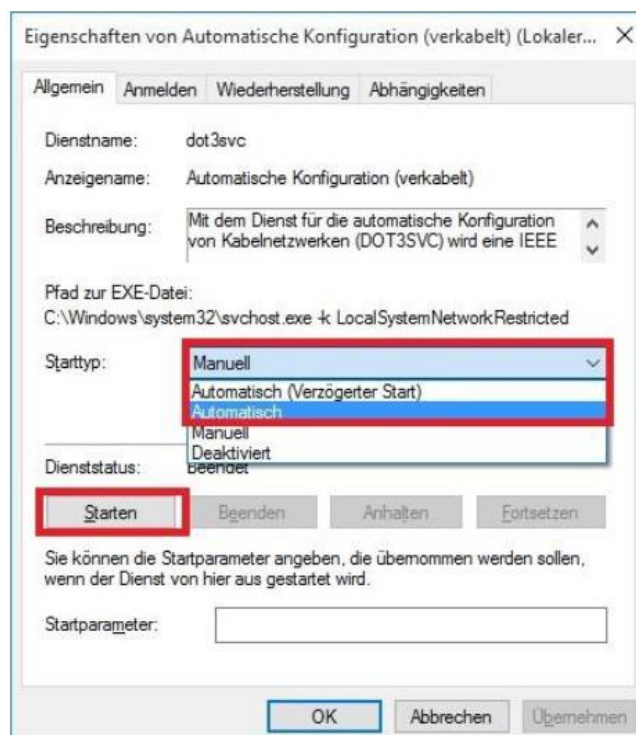 Eigenschaften von Automatische Konfiguration (verkabelt) (Lokaler...
Allgemein Anmelden Wiederherstellung Abhängigkeiten
Dienstname: dot3svc
Anzeigename: Automatische Konfiguration (verkabelt)
Beschreibung: Mit dem Dienst für die automatische Konfiguration
von Kabelnetzwerken (DOT3SVC) wird eine IEEE
Pfad zur EXE-Datei:
C:\Windows\system32\svchost.exe -k LocalSystemNetworkRestricted
Starttyp: Manuell
Automatisch (Verzögerter Start)
Automatisch
Manuell
Deaktiviert
Dienststatus: Beendet
Starten Beenden Anhalten Fortsetzen
Sie können die Startparameter angeben, die übernommen werden sollen,
wenn der Dienst von hier aus gestartet wird.
Startparameter:
OK Abbrechen Übernehmen